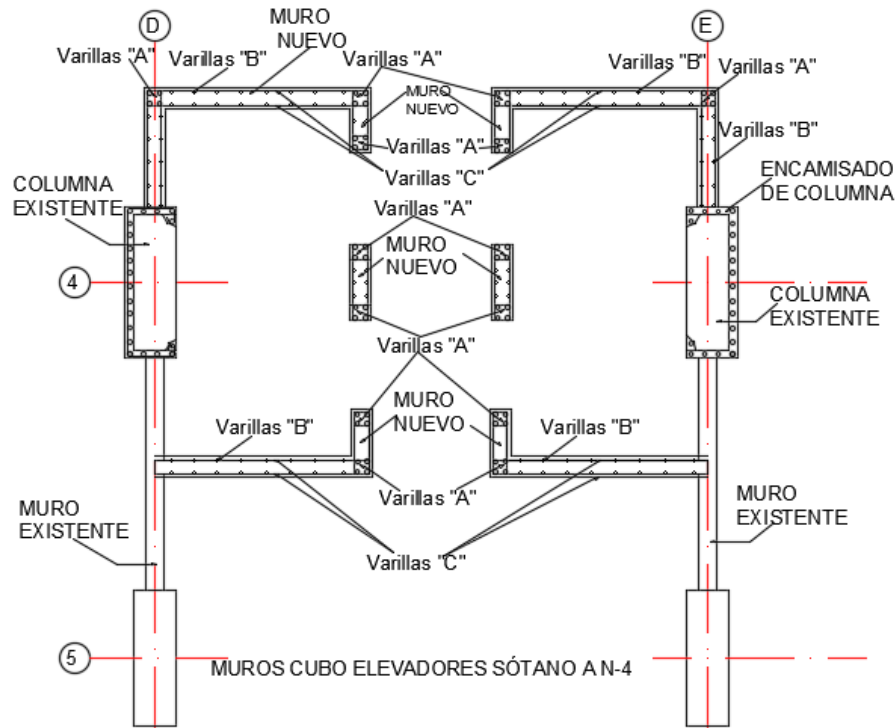 D
E
MURO
NUEVO
Varillas "A"
Varillas "B"
Varillas "A"
Varillas "B"
Varillas "A"
MURO
NUEVO
Varillas "A"
Varillas "B"
Varillas "C"
ENCAMISADO
DE COLUMNA
COLUMNA
EXISTENTE
Varillas "A"
MURO
NUEVO
4
COLUMNA
EXISTENTE
Varillas "A"
MURO
NUEVO
Varillas "B"
Varillas "B"
Varillas "A"
MURO
EXISTENTE
MURO
EXISTENTE
Varillas "C"
5
MUROS CUBO ELEVADORES SÓTANO A N-4